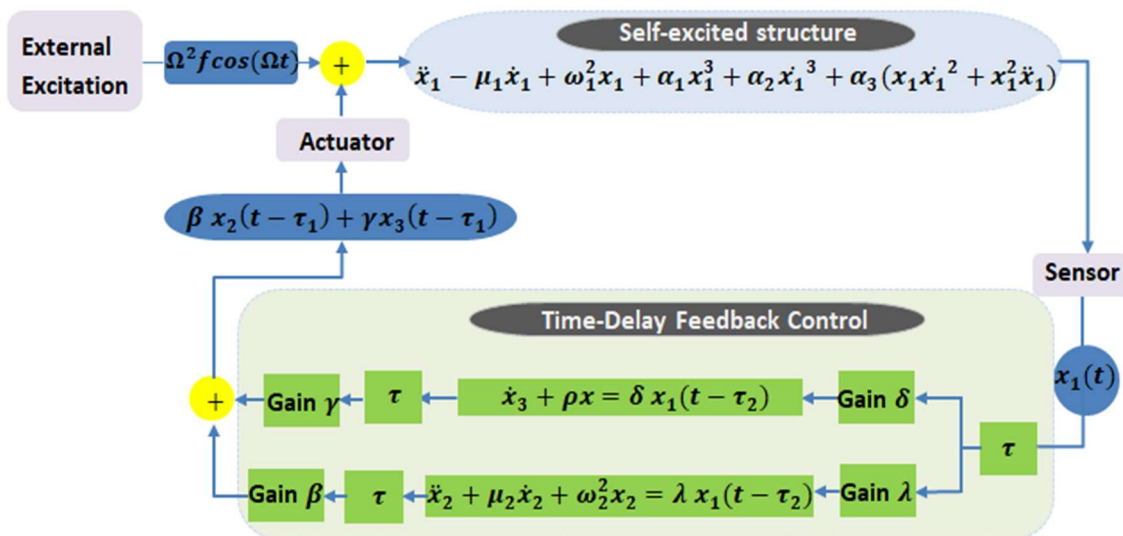 External
Excitation
Ω²fcos(Ωt)
+
Self-excited structure
ẍ₁ − μ₁ẋ₁ + ω₁²x₁ + α₁x₁³ + α₂ẋ₁³ + α₃(x₁ẋ₁² + x₁²ẍ₁)
Actuator
β x₂(t − τ₁) + γx₃(t − τ₁)
Sensor
x₁(t)
Time-Delay Feedback Control
+
Gain γ
τ
ẋ₃ + ρx = δ x₁(t − τ₂)
Gain δ
τ
Gain β
τ
ẍ₂ + μ₂ẋ₂ + ω₂²x₂ = λ x₁(t − τ₂)
Gain λ